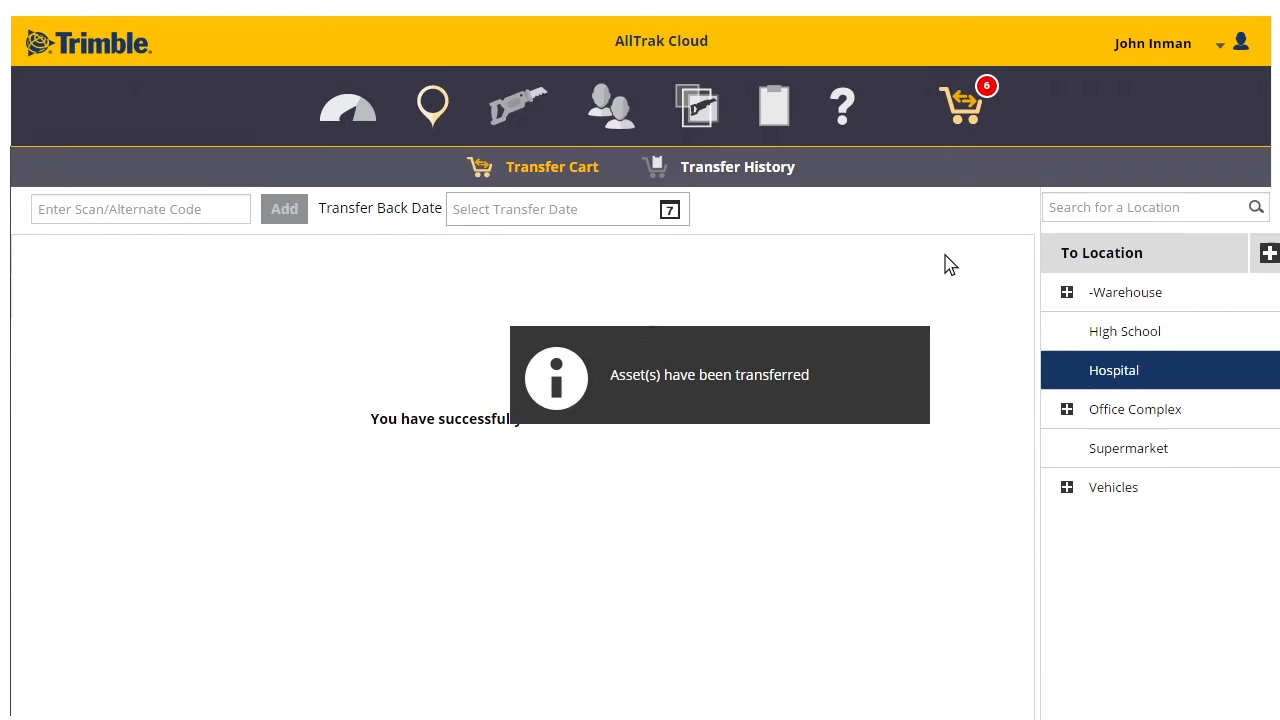 Trimble.
AllTrak Cloud
John Inman
?
6
Transfer Cart
Transfer History
Enter Scan/Alternate Code
Add
Transfer Back Date
Select Transfer Date
7
Search for a Location
To Location
-Warehouse
HIgh School
Hospital
Office Complex
Supermarket
Vehicles
Asset(s) have been transferred
You have successfully